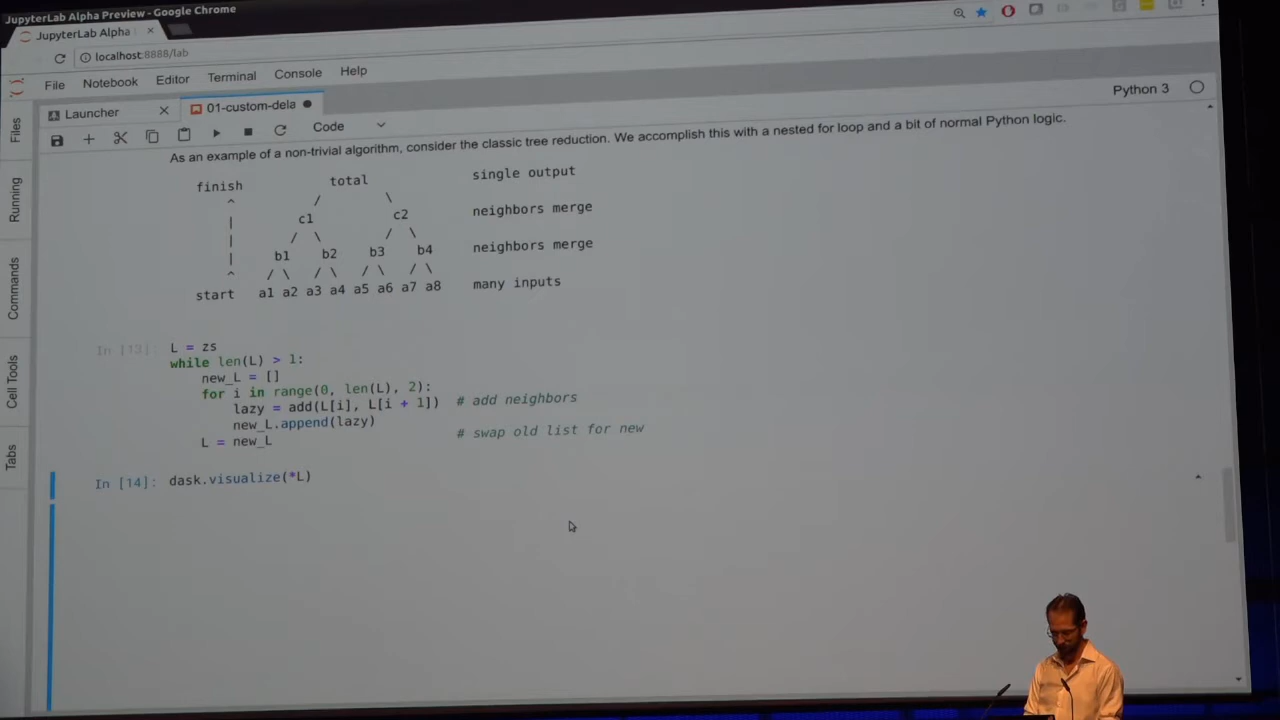 JupyterLab Alpha Preview - Google Chrome
JupyterLab Alpha
localhost:8888/lab
File Notebook Editor Terminal Console Help
Launcher 01-custom-dela
Code
Python 3
Files
Running
Commands
Cell Tools
Tabs
As an example of a non-trivial algorithm, consider the classic tree reduction. We accomplish this with a nested for loop and a bit of normal Python logic.
finish total single output
^ / \
| c1 c2 neighbors merge
| / \ / \
| b1 b2 b3 b4 neighbors merge
^ / \ / \ / \ / \
start a1 a2 a3 a4 a5 a6 a7 a8 many inputs
In [13]: L = zs
while len(L) > 1:
new_L = []
for i in range(0, len(L), 2):
lazy = add(L[i], L[i + 1]) # add neighbors
new_L.append(lazy)
L = new_L # swap old list for new
In [14]: dask.visualize(*L)